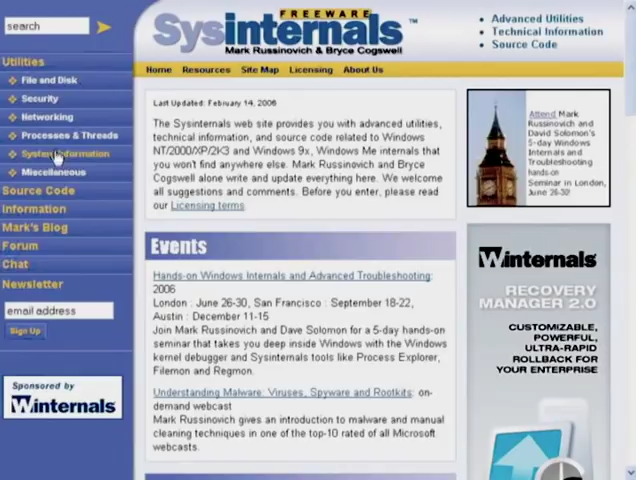 search
FREEWARE
Sysinternals™
Mark Russinovich & Bryce Cogswell
Advanced Utilities
Technical Information
Source Code
Home Resources Site Map Licensing About Us
Utilities
File and Disk
Security
Networking
Processes & Threads
System Information
Miscellaneous
Source Code
Information
Mark's Blog
Forum
Chat
Newsletter
email address
Sign Up
Sponsored by
Winternals
Last Updated: February 14, 2006
The Sysinternals web site provides you with advanced utilities,
technical information, and source code related to Windows
NT/2000/XP/2K3 and Windows 9x, Windows Me internals that
you won't find anywhere else. Mark Russinovich and Bryce
Cogswell alone write and update everything here. We welcome
all suggestions and comments. Before you enter, please read
our Licensing terms.
Events
Hands-on Windows Internals and Advanced Troubleshooting:
2006
London : June 26-30, San Francisco : September 18-22,
Austin : December 11-15
Join Mark Russinovich and Dave Solomon for a 5-day hands-on
seminar that takes you deep inside Windows with the Windows
kernel debugger and Sysinternals tools like Process Explorer,
Filemon and Regmon.
Understanding Malware: Viruses, Spyware and Rootkits: on-
demand webcast
Mark Russinovich gives an introduction to malware and manual
cleaning techniques in one of the top-10 rated of all Microsoft
webcasts.
Attend Mark
Russinovich and
David Solomon's
5-day Windows
Internals and
Troubleshooting
hands-on
Seminar in London,
June 26-30!
Winternals
RECOVERY
MANAGER 2.0
CUSTOMIZABLE,
POWERFUL,
ULTRA-RAPID
ROLLBACK FOR
YOUR ENTERPRISE